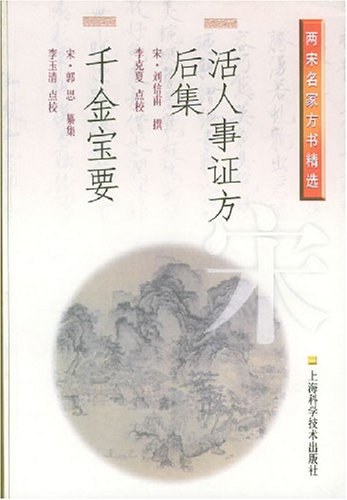 两宋名家方书精选
活人事证方
后集
宋·刘信甫 撰
李克夏 点校
千金宝要
宋·郭思 纂集
李玉清 点校
宋
上海科学技术出版社